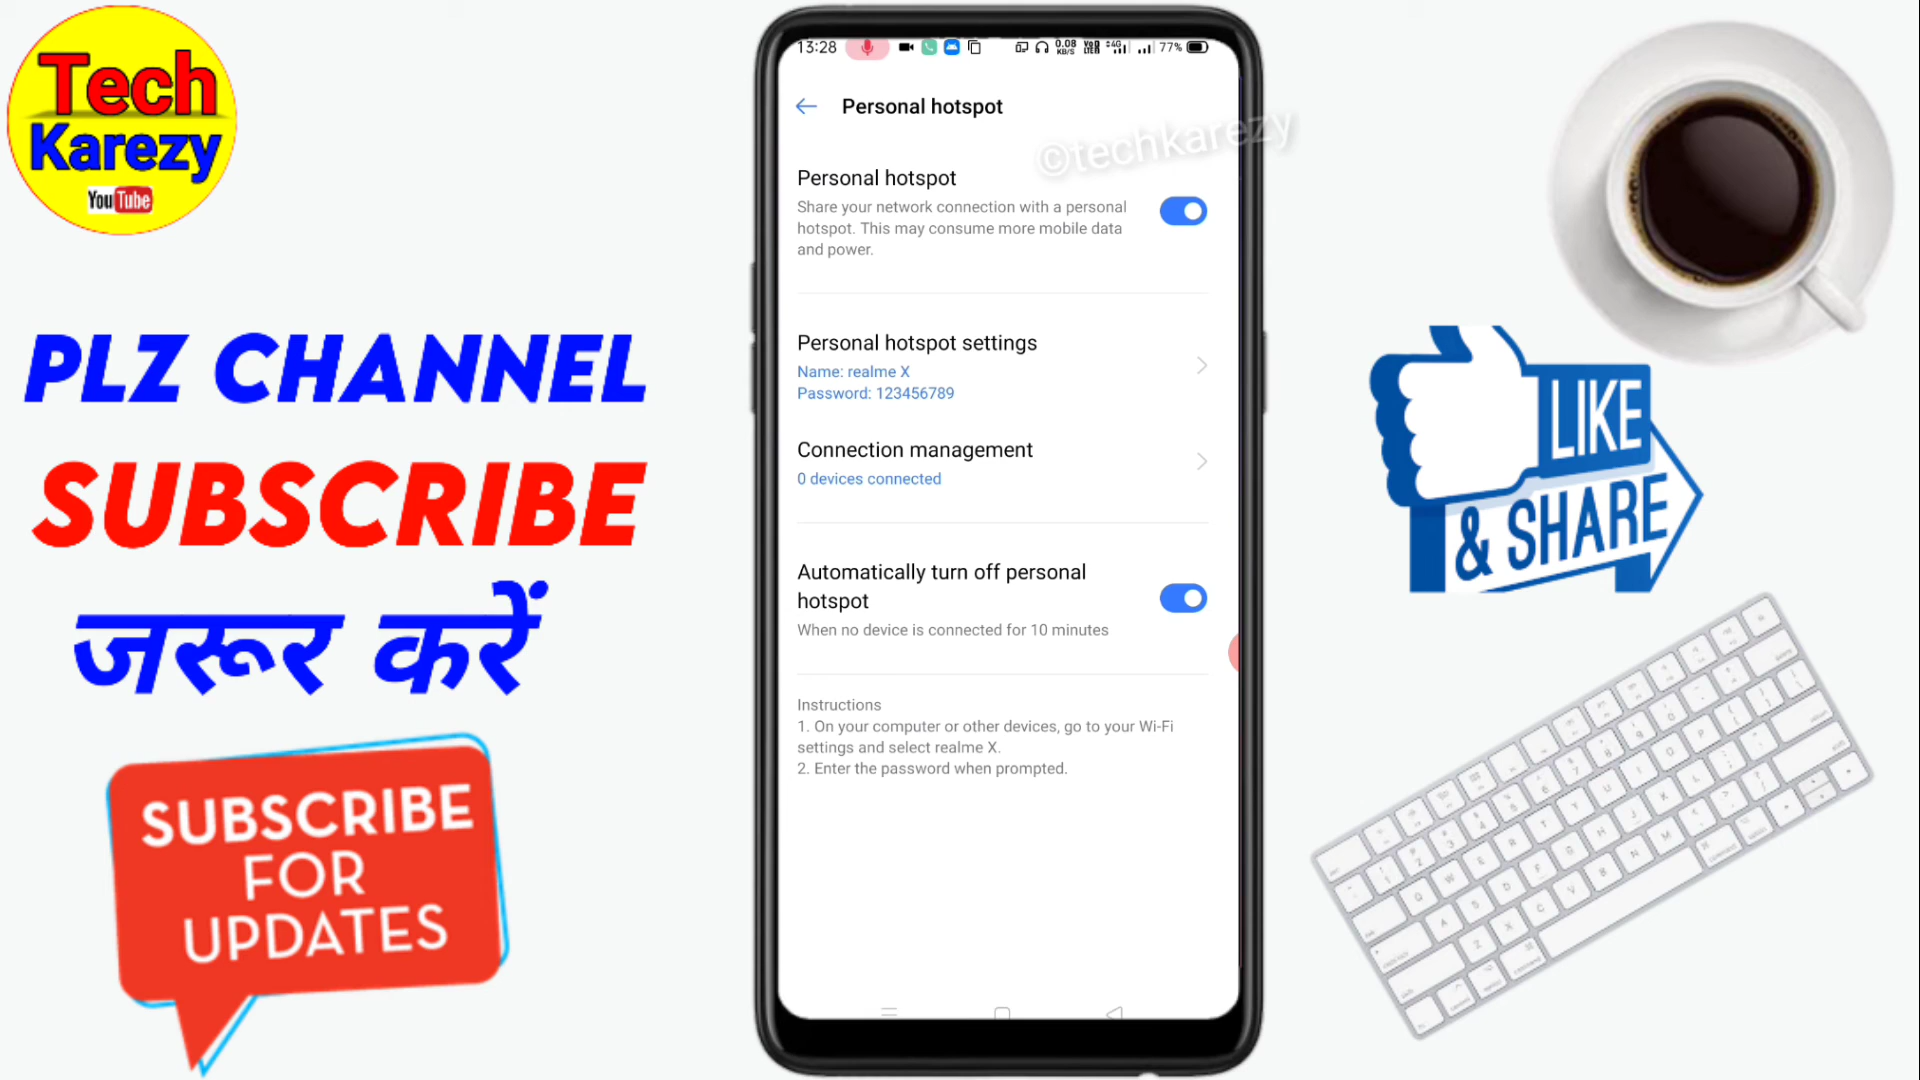 Tech
Karezy
YouTube
PLZ CHANNEL
SUBSCRIBE
जरूर करें
SUBSCRIBE
FOR
UPDATES
13:28
0.08
KB/S
4G
77%
Personal hotspot
©techkarezy
Personal hotspot
Share your network connection with a personal
hotspot. This may consume more mobile data
and power.
Personal hotspot settings
Name: realme X
Password: 123456789
Connection management
0 devices connected
Automatically turn off personal
hotspot
When no device is connected for 10 minutes
Instructions
1. On your computer or other devices, go to your Wi-Fi
settings and select realme X.
2. Enter the password when prompted.
LIKE
& SHARE